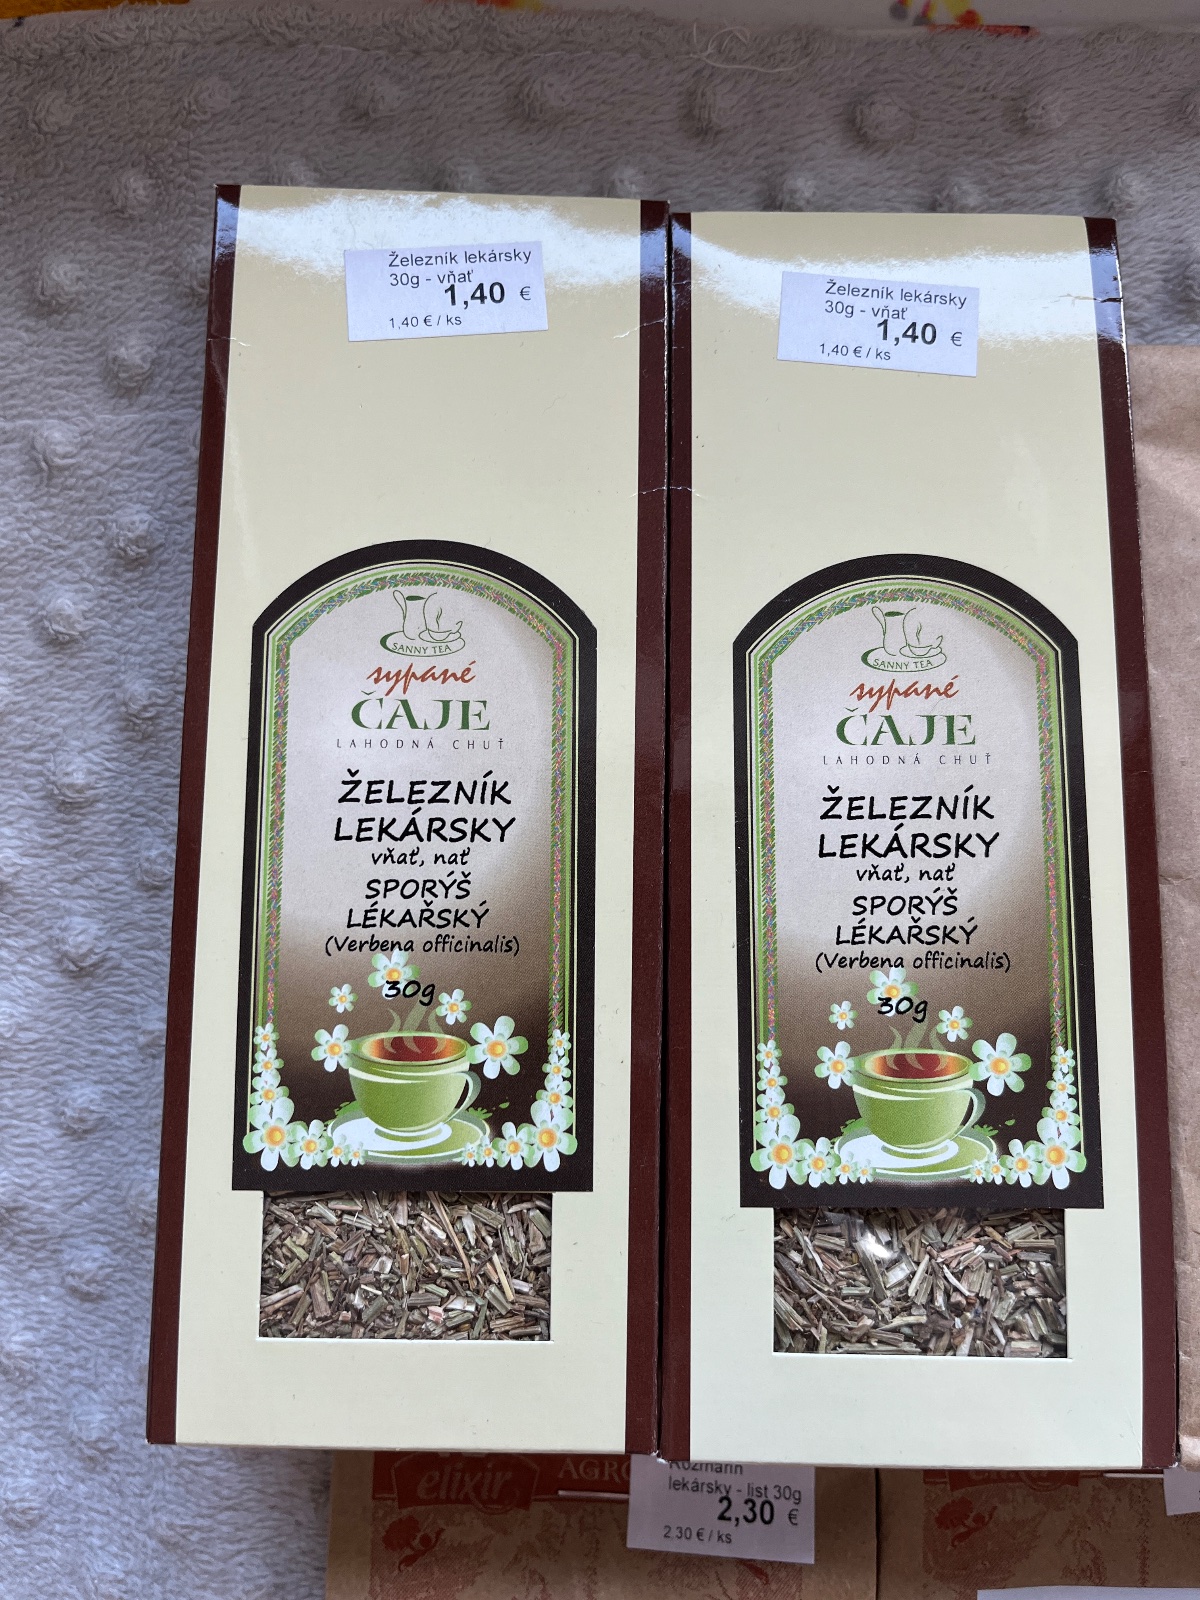 Železník lekársky
30g - vňať
1,40 €
1,40 € / ks
SANNY TEA
sypané
ČAJE
LAHODNÁ CHUŤ
ŽELEZNÍK
LEKÁRSKY
vňať, nať
SPORÝŠ
LÉKAŘSKÝ
(Verbena officinalis)
30g
Železník lekársky
30g - vňať
1,40 €
1,40 € / ks
SANNY TEA
sypané
ČAJE
LAHODNÁ CHUŤ
ŽELEZNÍK
LEKÁRSKY
vňať, nať
SPORÝŠ
LÉKAŘSKÝ
(Verbena officinalis)
30g
elixir
Rozmarín
lekársky - list 30g
2,30 €
2,30 € / ks